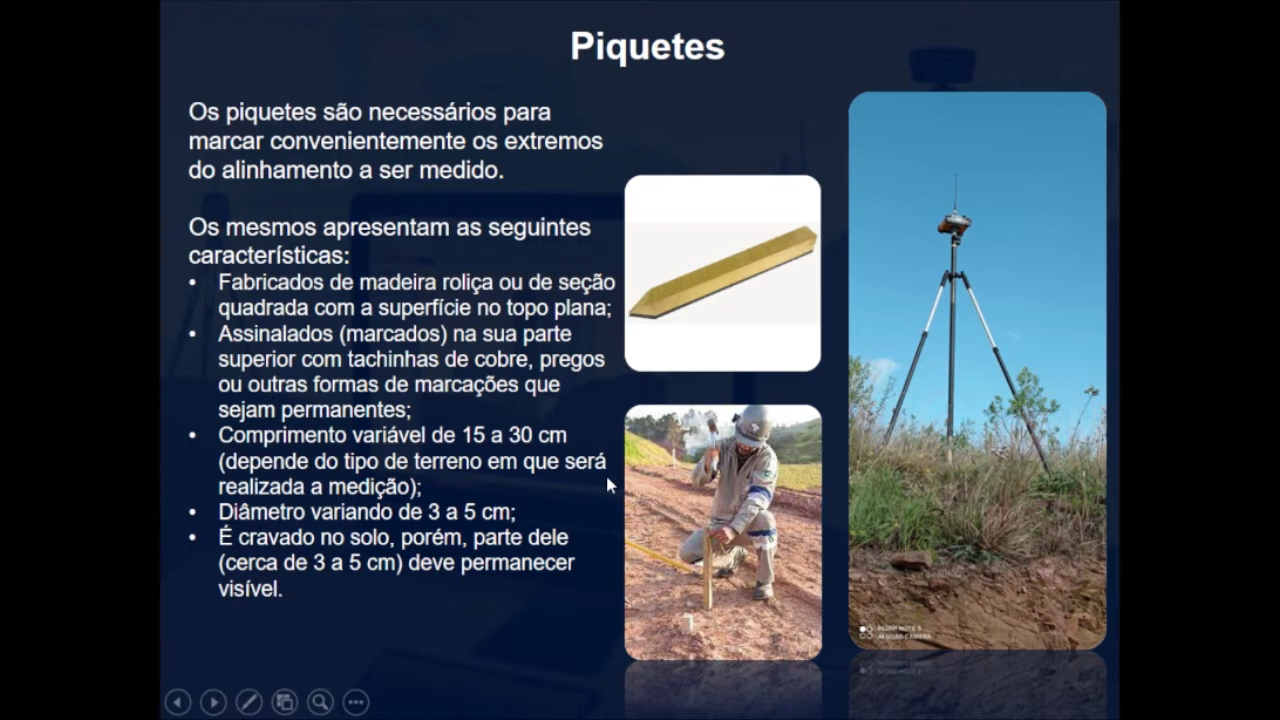 Piquetes
Os piquetes são necessários para
marcar convenientemente os extremos
do alinhamento a ser medido.
Os mesmos apresentam as seguintes
características:
• Fabricados de madeira roliça ou de seção
quadrada com a superfície no topo plana;
• Assinalados (marcados) na sua parte
superior com tachinhas de cobre, pregos
ou outras formas de marcações que
sejam permanentes;
• Comprimento variável de 15 a 30 cm
(depende do tipo de terreno em que será
realizada a medição);
• Diâmetro variando de 3 a 5 cm;
• É cravado no solo, porém, parte dele
(cerca de 3 a 5 cm) deve permanecer
visível.
AI QUAD CAMERA